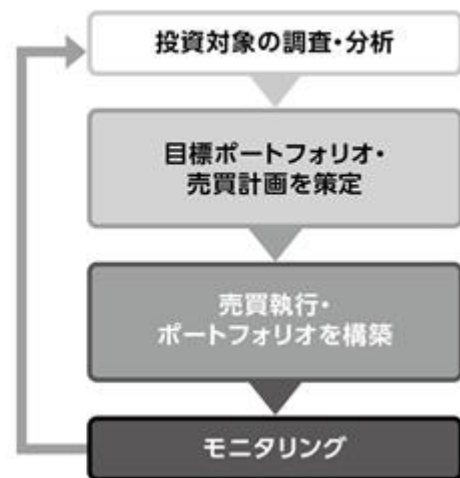 投資対象の調査・分析
目標ポートフォリオ・
売買計画を策定
売買執行・
ポートフォリオを構築
モニタリング